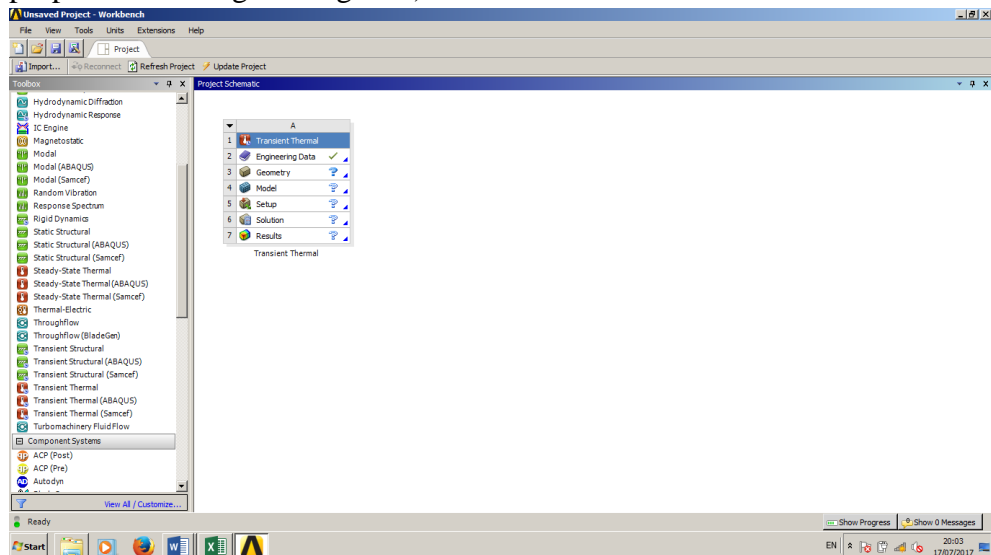 Unsaved Project - Workbench
File View Tools Units Extensions Help
Project
Import... Reconnect Refresh Project Update Project
Toolbox
Project Schematic
Hydrodynamic Diffraction
Hydrodynamic Response
IC Engine
Magnetostatic
Modal
Modal (ABAQUS)
Modal (Samcef)
Random Vibration
Response Spectrum
Rigid Dynamics
Static Structural
Static Structural (ABAQUS)
Static Structural (Samcef)
Steady-State Thermal
Steady-State Thermal (ABAQUS)
Steady-State Thermal (Samcef)
Thermal-Electric
Throughflow
Throughflow (BladeGen)
Transient Structural
Transient Structural (ABAQUS)
Transient Structural (Samcef)
Transient Thermal
Transient Thermal (ABAQUS)
Transient Thermal (Samcef)
Turbomachinery Fluid Flow
Component Systems
ACP (Post)
ACP (Pre)
Autodyn
View All / Customize...
A
1 Transient Thermal
2 Engineering Data
3 Geometry
4 Model
5 Setup
6 Solution
7 Results
Transient Thermal
Ready
Show Progress Show 0 Messages
Start
EN
20:03
17/07/2017